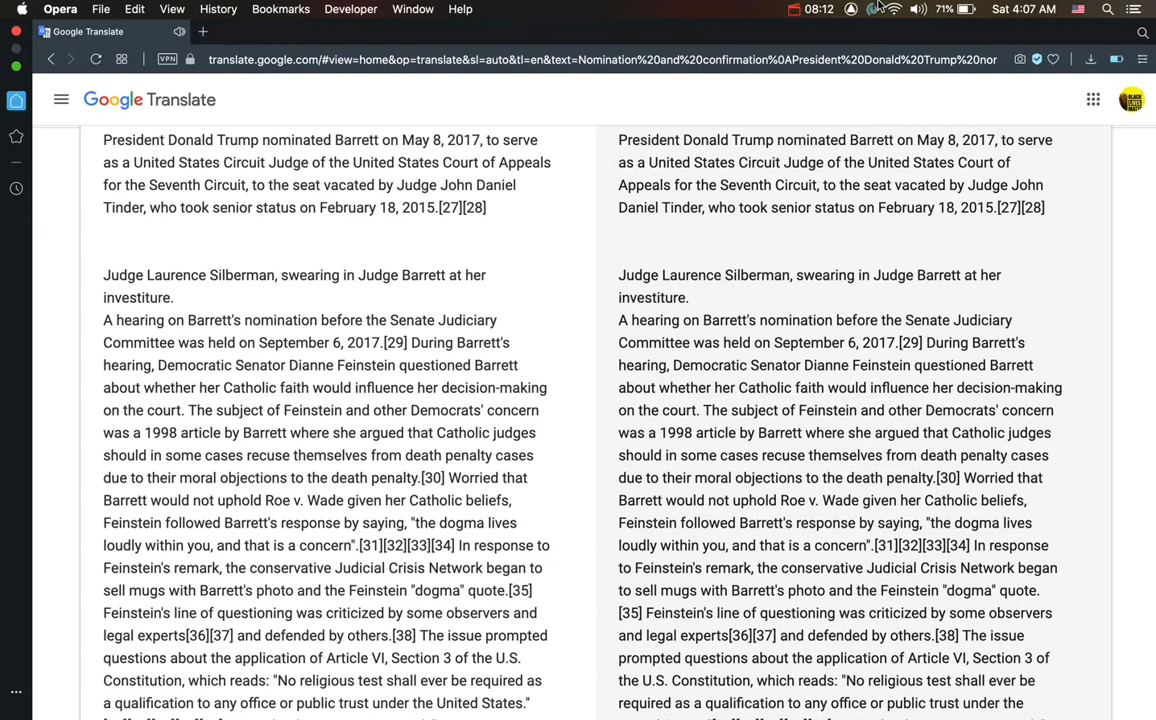 Opera File Edit View History Bookmarks Developer Window Help 08:12 71% Sat 4:07 AM
Google Translate
VPN translate.google.com/#view=home&op=translate&sl=auto&tl=en&text=Nomination%20and%20confirmation%0APresident%20Donald%20Trump%20nor
Google Translate
President Donald Trump nominated Barrett on May 8, 2017, to serve
as a United States Circuit Judge of the United States Court of Appeals
for the Seventh Circuit, to the seat vacated by Judge John Daniel
Tinder, who took senior status on February 18, 2015.[27][28]
Judge Laurence Silberman, swearing in Judge Barrett at her
investiture.
A hearing on Barrett's nomination before the Senate Judiciary
Committee was held on September 6, 2017.[29] During Barrett's
hearing, Democratic Senator Dianne Feinstein questioned Barrett
about whether her Catholic faith would influence her decision-making
on the court. The subject of Feinstein and other Democrats' concern
was a 1998 article by Barrett where she argued that Catholic judges
should in some cases recuse themselves from death penalty cases
due to their moral objections to the death penalty.[30] Worried that
Barrett would not uphold Roe v. Wade given her Catholic beliefs,
Feinstein followed Barrett's response by saying, "the dogma lives
loudly within you, and that is a concern".[31][32][33][34] In response to
Feinstein's remark, the conservative Judicial Crisis Network began to
sell mugs with Barrett's photo and the Feinstein "dogma" quote.[35]
Feinstein's line of questioning was criticized by some observers and
legal experts[36][37] and defended by others.[38] The issue prompted
questions about the application of Article VI, Section 3 of the U.S.
Constitution, which reads: "No religious test shall ever be required as
a qualification to any office or public trust under the United States."
President Donald Trump nominated Barrett on May 8, 2017, to serve
as a United States Circuit Judge of the United States Court of
Appeals for the Seventh Circuit, to the seat vacated by Judge John
Daniel Tinder, who took senior status on February 18, 2015.[27][28]
Judge Laurence Silberman, swearing in Judge Barrett at her
investiture.
A hearing on Barrett's nomination before the Senate Judiciary
Committee was held on September 6, 2017.[29] During Barrett's
hearing, Democratic Senator Dianne Feinstein questioned Barrett
about whether her Catholic faith would influence her decision-making
on the court. The subject of Feinstein and other Democrats' concern
was a 1998 article by Barrett where she argued that Catholic judges
should in some cases recuse themselves from death penalty cases
due to their moral objections to the death penalty.[30] Worried that
Barrett would not uphold Roe v. Wade given her Catholic beliefs,
Feinstein followed Barrett's response by saying, "the dogma lives
loudly within you, and that is a concern".[31][32][33][34] In response
to Feinstein's remark, the conservative Judicial Crisis Network began
to sell mugs with Barrett's photo and the Feinstein "dogma" quote.
[35] Feinstein's line of questioning was criticized by some observers
and legal experts[36][37] and defended by others.[38] The issue
prompted questions about the application of Article VI, Section 3 of
the U.S. Constitution, which reads: "No religious test shall ever be
required as a qualification to any office or public trust under the